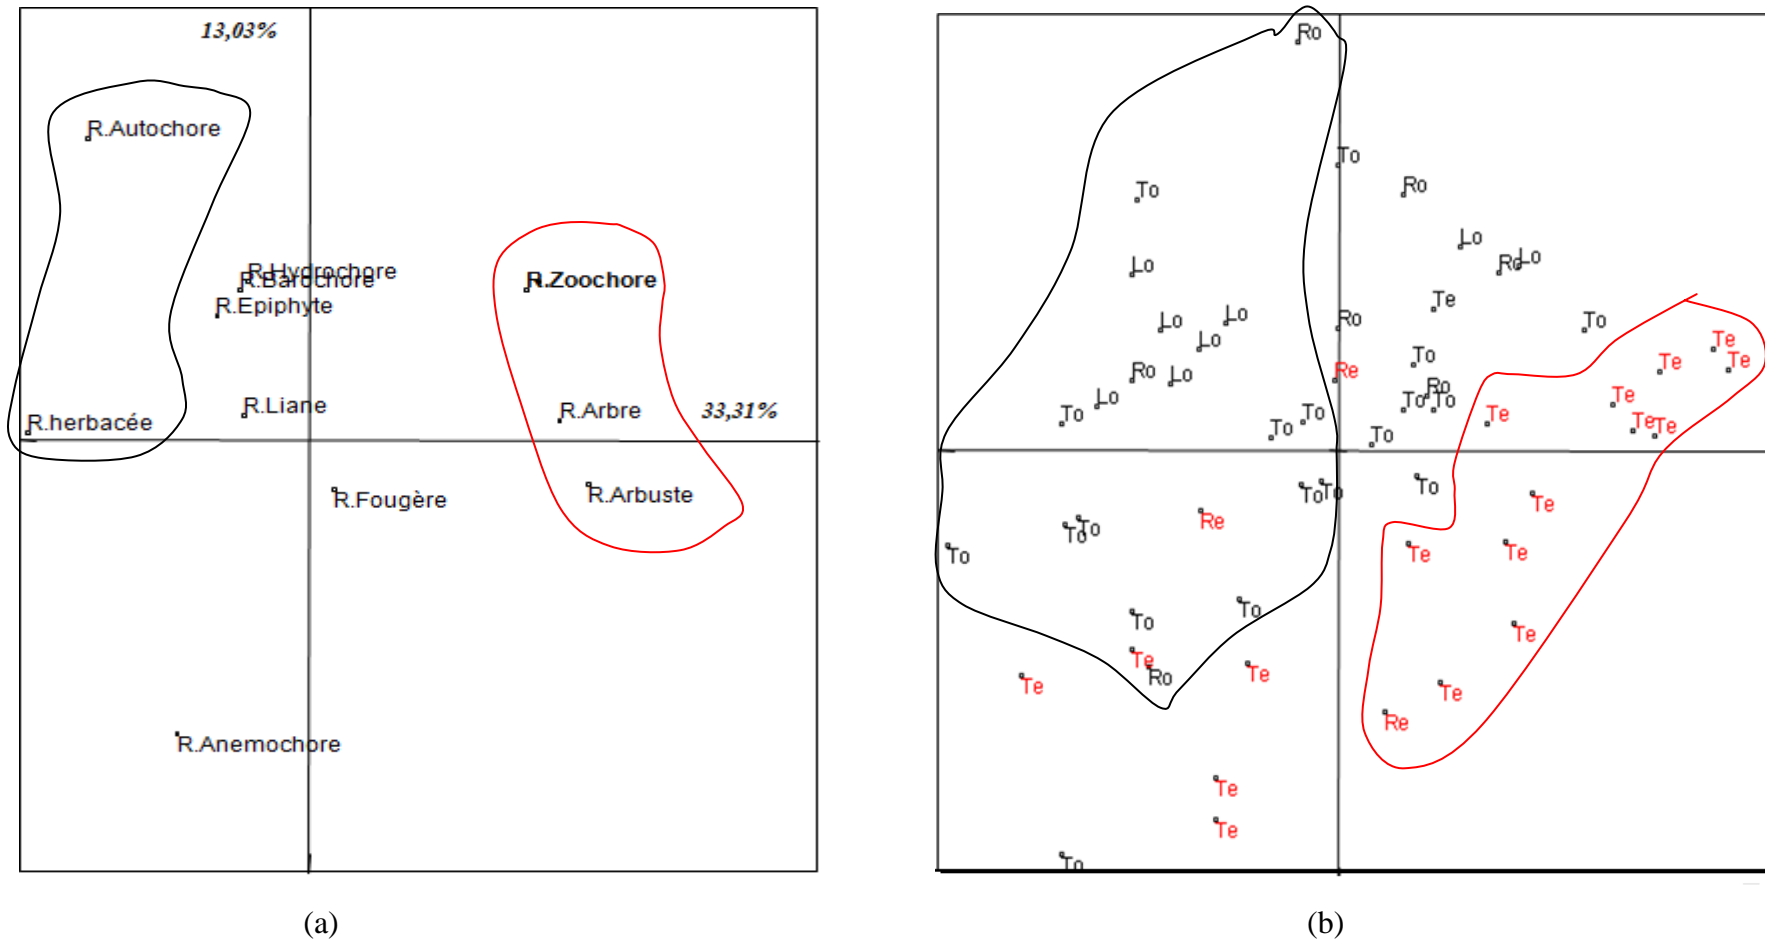 13,03%
R.Autochore
R.Hydrochore
R.Barochore
R.Zoochore
R.Epiphyte
R.Liane
R.Arbre
33,31%
R.herbacée
R.Arbuste
R.Fougère
R.Anemochore
(a)
Ro
To
To
Ro
Lo
Lo
Ro
Lo
Te
Lo
Lo
Ro
To
Lo
Te
To
Te
Te
Ro
Re
Lo
Ro
Te
Lo
To
To
To
To
Te
To
Te
Te
To
To
To
To
Te
Re
To
To
To
Te
Te
To
To
Te
Te
Ro
Te
Te
Te
Re
Te
Te
To
(b)